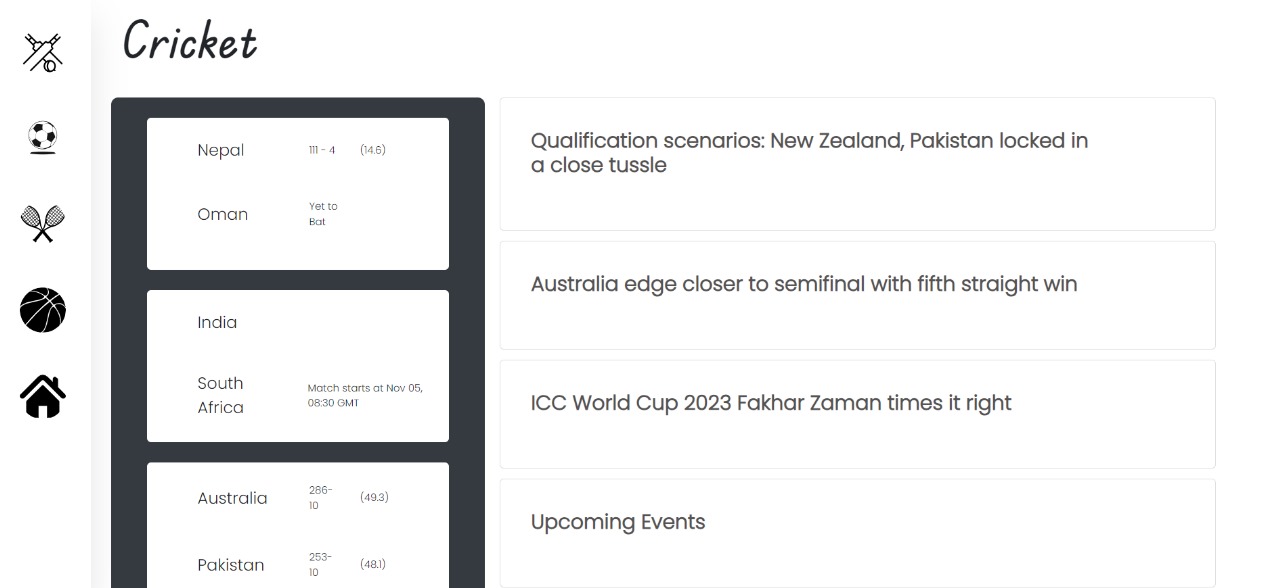 Cricket
Nepal 111 - 4 (14.6)
Oman Yet to
Bat
India
South
Africa
Match starts at Nov 05,
08:30 GMT
Australia 286-
10 (49.3)
Pakistan 253-
10 (48.1)
Qualification scenarios: New Zealand, Pakistan locked in
a close tussle
Australia edge closer to semifinal with fifth straight win
ICC World Cup 2023 Fakhar Zaman times it right
Upcoming Events